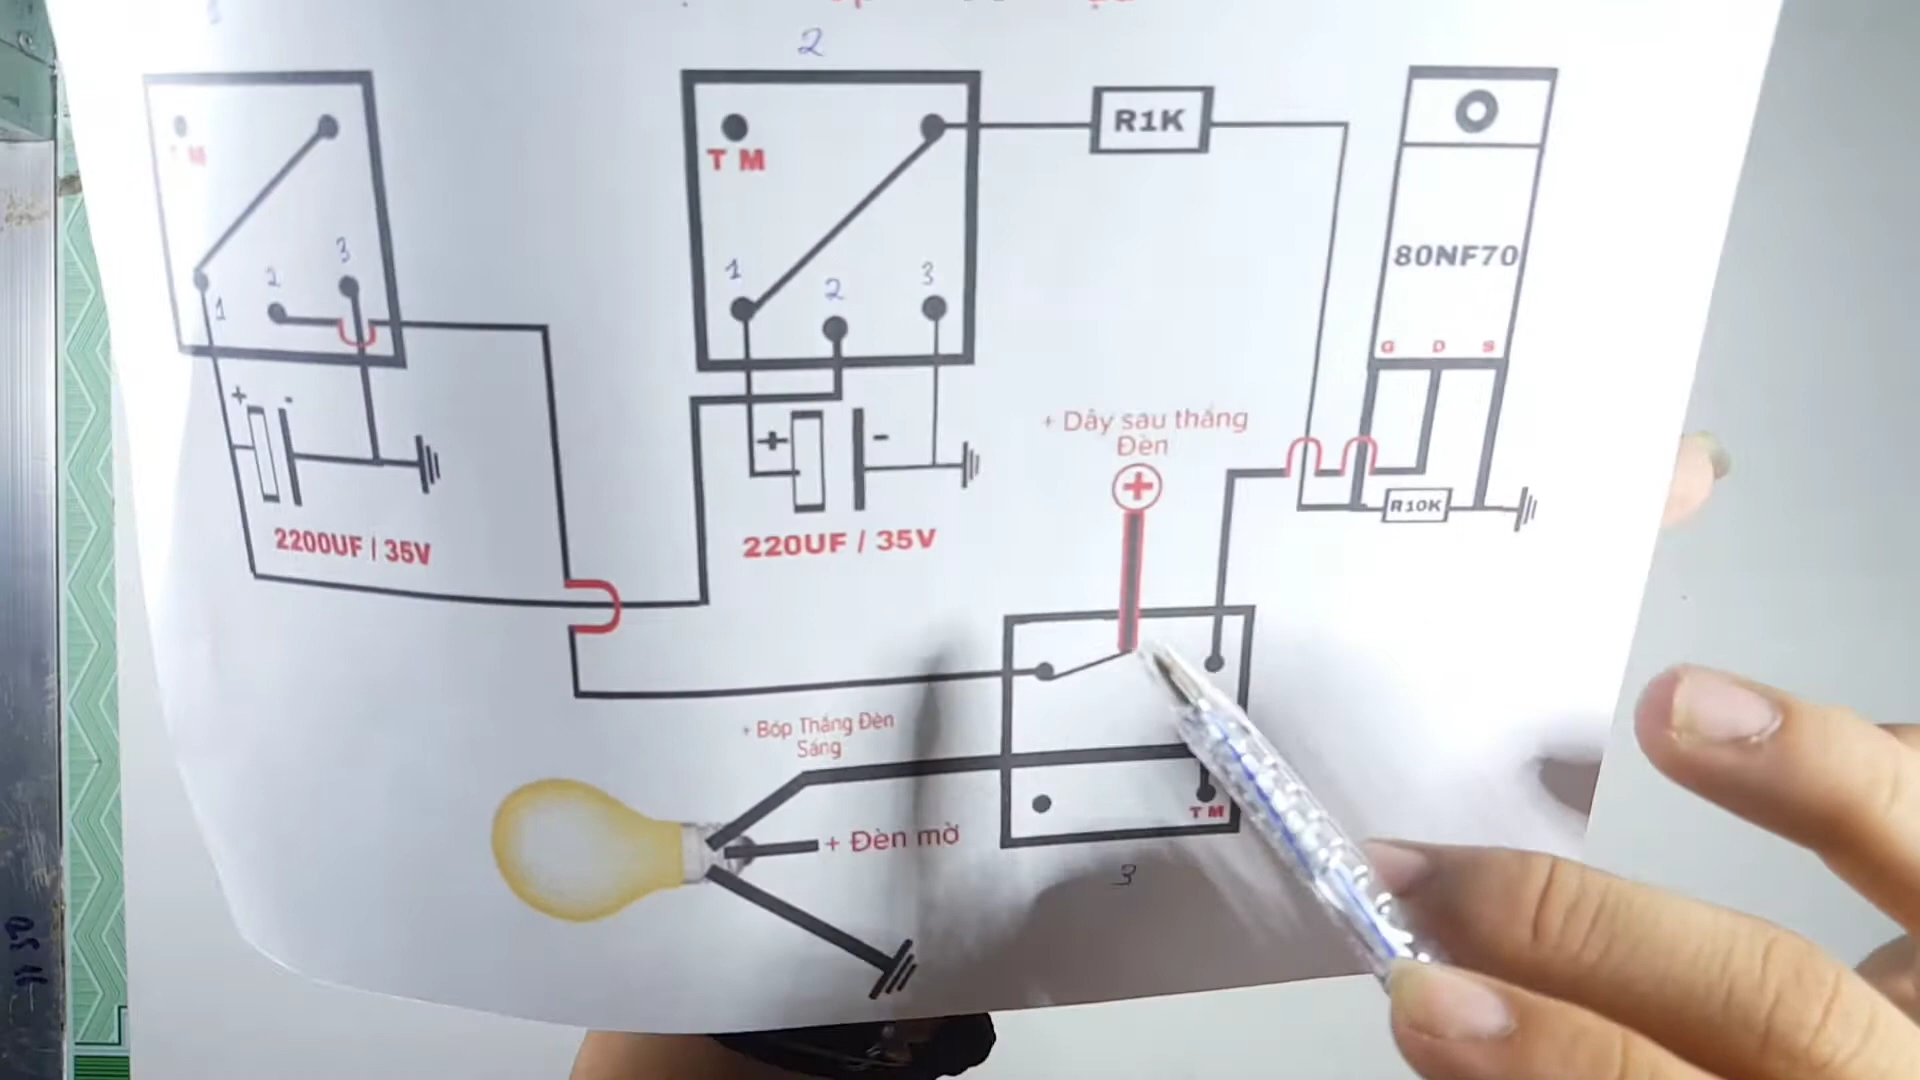 2
T M
1
2
3
+
-
2200UF / 35V
T M
1
2
3
+
-
220UF / 35V
R1K
80NF70
G D S
R10K
+ Dây sau thắng
Đèn
+
+ Bóp Thắng Đèn
Sáng
+ Đèn mờ
T M
3